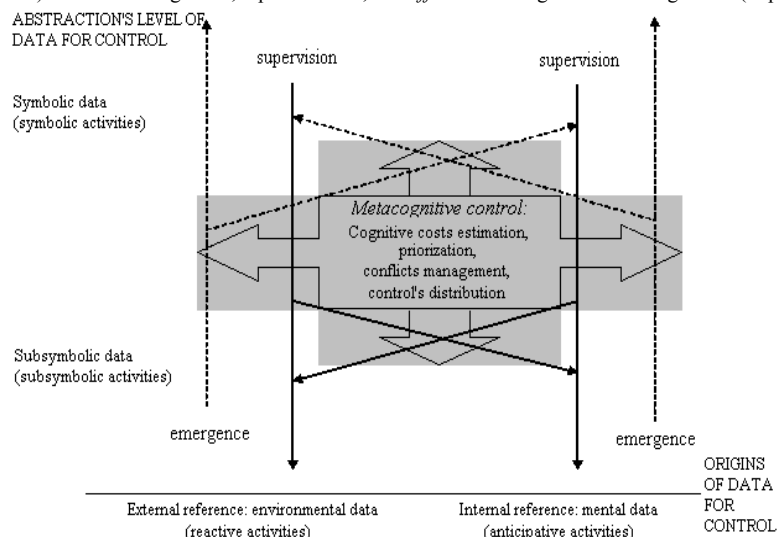 ABSTRACTION'S LEVEL OF
DATA FOR CONTROL
supervision
supervision
Symbolic data
(symbolic activities)
Metacognitive control:
Cognitive costs estimation,
priorization,
conflicts management,
control's distribution
Subsymbolic data
(subsymbolic activities)
emergence
emergence
External reference: environmental data
(reactive activities)
Internal reference: mental data
(anticipative activities)
ORIGINS
OF DATA
FOR
CONTROL